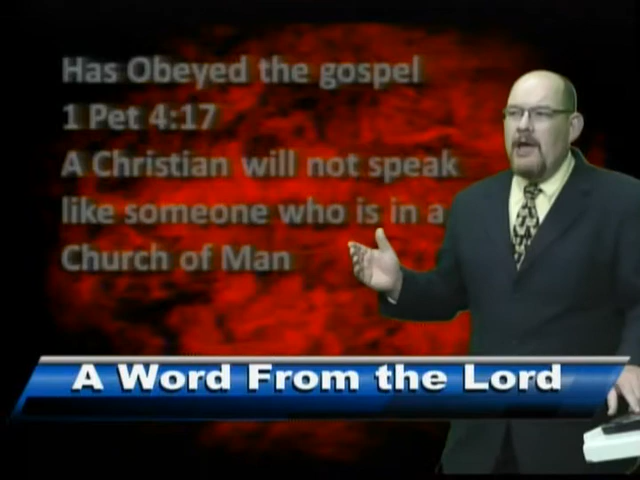 Has Obeyed the gospel
1 Pet 4:17
A Christian will not speak
like someone who is in a
Church of Man
A Word From the Lord